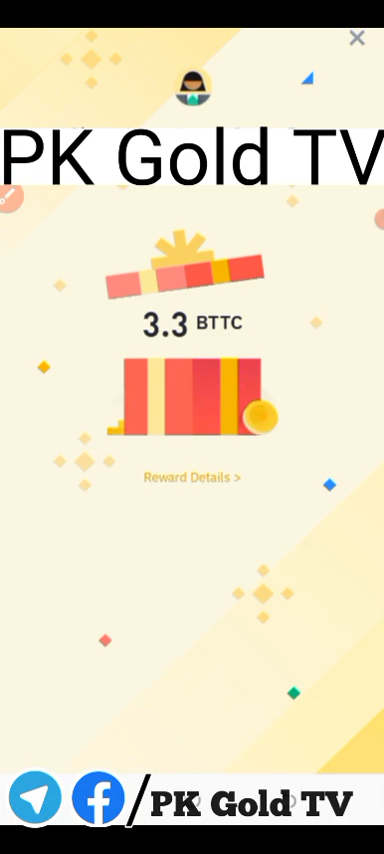 PK Gold TV
3.3 BTTC
Reward Details >
/PK Gold TV